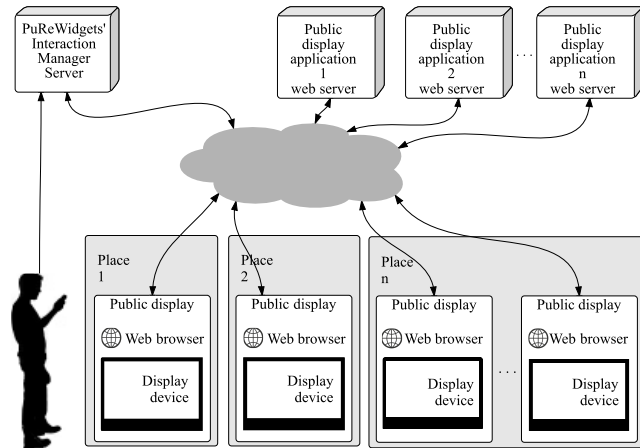 PuReWidgets'
Interaction
Manager
Server
Public
display
application
1
web server
Public
display
application
2
web server
. . .
Public
display
application
n
web server
Place
1
Public display
Web browser
Display
device
Place
2
Public display
Web browser
Display
device
Place
n
Public display
Web browser
Display
device
. . .
Public display
Web browser
Display
device